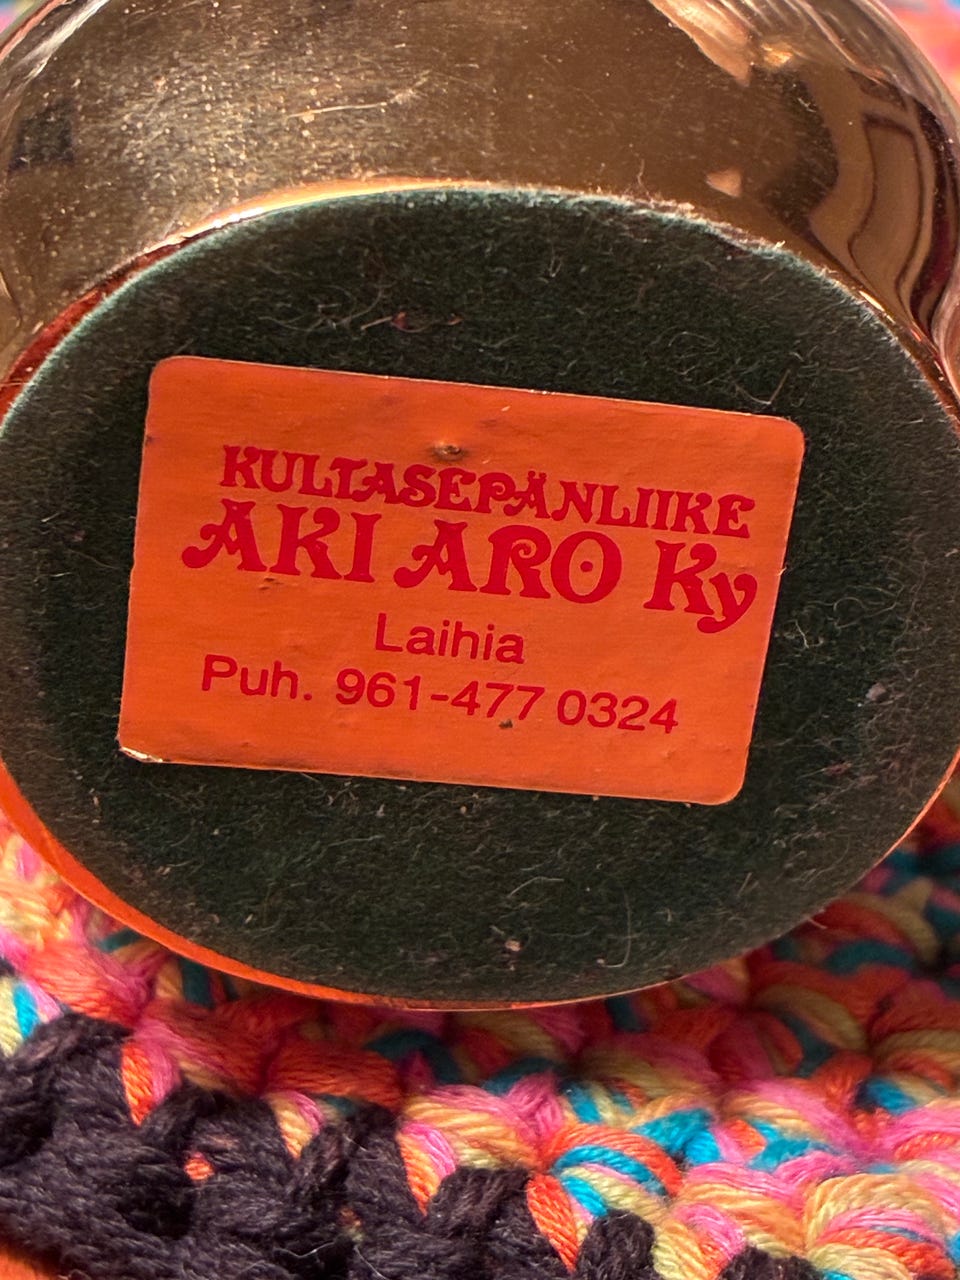 KULTASEPÄNLIIKE
AKI ARO Ky
Laihia
Puh. 961-477 0324